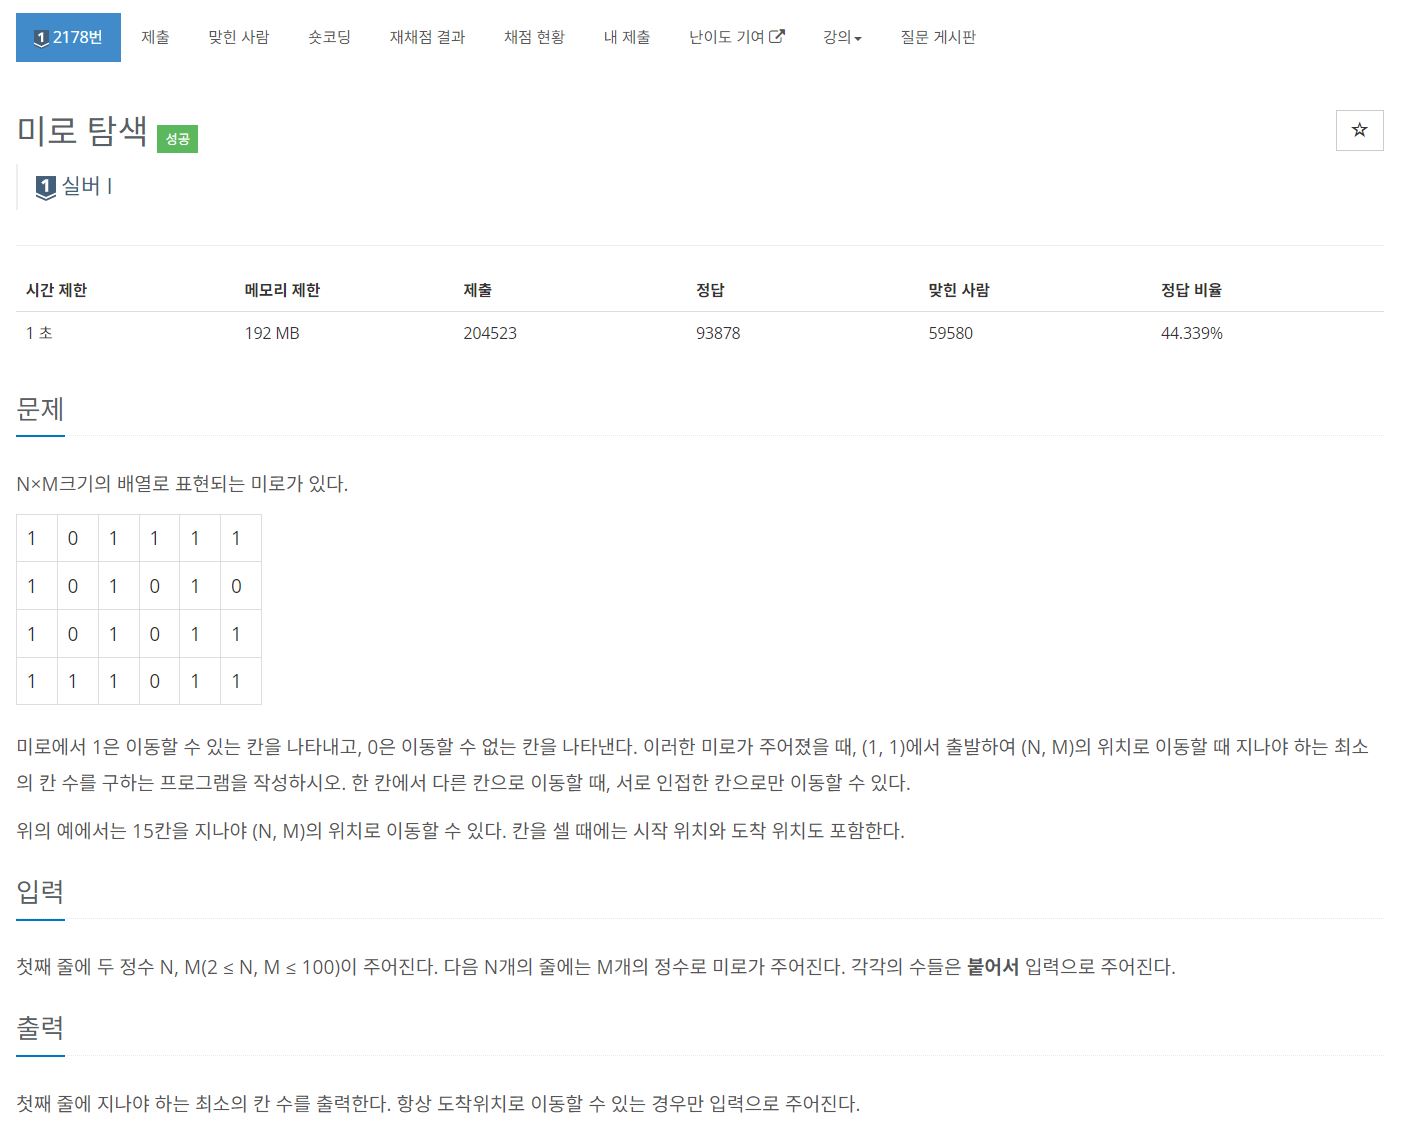 1 2178번 제출 맞힌 사람 숏코딩 재채점 결과 채점 현황 내 제출 난이도 기여 강의 질문 게시판
미로 탐색 성공
1 실버 I
시간 제한 메모리 제한 제출 정답 맞힌 사람 정답 비율
1 초 192 MB 204523 93878 59580 44.339%
문제
N×M크기의 배열로 표현되는 미로가 있다.
1 0 1 1 1 1
1 0 1 0 1 0
1 0 1 0 1 1
1 1 1 0 1 1
미로에서 1은 이동할 수 있는 칸을 나타내고, 0은 이동할 수 없는 칸을 나타낸다. 이러한 미로가 주어졌을 때, (1, 1)에서 출발하여 (N, M)의 위치로 이동할 때 지나야 하는 최소
의 칸 수를 구하는 프로그램을 작성하시오. 한 칸에서 다른 칸으로 이동할 때, 서로 인접한 칸으로만 이동할 수 있다.
위의 예에서는 15칸을 지나야 (N, M)의 위치로 이동할 수 있다. 칸을 셀 때에는 시작 위치와 도착 위치도 포함한다.
입력
첫째 줄에 두 정수 N, M(2 ≤ N, M ≤ 100)이 주어진다. 다음 N개의 줄에는 M개의 정수로 미로가 주어진다. 각각의 수들은 붙어서 입력으로 주어진다.
출력
첫째 줄에 지나야 하는 최소의 칸 수를 출력한다. 항상 도착위치로 이동할 수 있는 경우만 입력으로 주어진다.